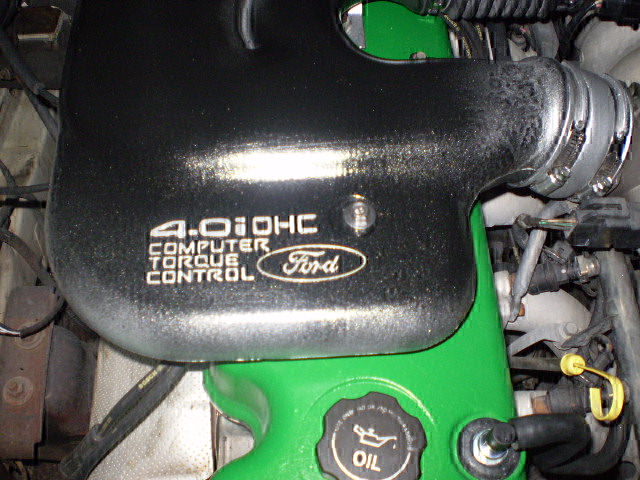 4.0i OHC
COMPUTER
TORQUE
CONTROL
Ford
OIL